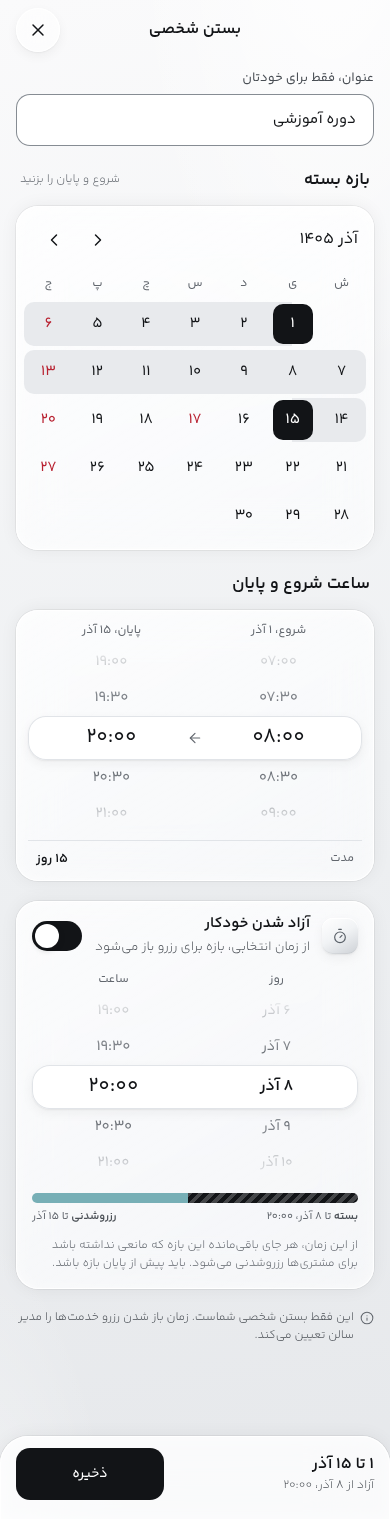 بستن شخصی
عنوان، فقط برای خودتان
دوره آموزشی
بازه بسته شروع و پایان را بزنید
آذر ۱۴۰۵
ش ی د س چ پ ج
۱ ۲ ۳ ۴ ۵ ۶
۷ ۸ ۹ ۱۰ ۱۱ ۱۲ ۱۳
۱۴ ۱۵ ۱۶ ۱۷ ۱۸ ۱۹ ۲۰
۲۱ ۲۲ ۲۳ ۲۴ ۲۵ ۲۶ ۲۷
۲۸ ۲۹ ۳۰
ساعت شروع و پایان
شروع، ۱ آذر پایان، ۱۵ آذر
۰۷:۰۰ ۱۹:۰۰
۰۷:۳۰ ۱۹:۳۰
۰۸:۰۰ ← ۲۰:۰۰
۰۸:۳۰ ۲۰:۳۰
۰۹:۰۰ ۲۱:۰۰
مدت ۱۵ روز
آزاد شدن خودکار
از زمان انتخابی، بازه برای رزرو باز می‌شود
روز ساعت
۶ آذر ۱۹:۰۰
۷ آذر ۱۹:۳۰
۸ آذر ۲۰:۰۰
۹ آذر ۲۰:۳۰
۱۰ آذر ۲۱:۰۰
بسته تا ۸ آذر، ۲۰:۰۰ رزروشدنی تا ۱۵ آذر
از این زمان، هر جای باقی‌مانده این بازه که مانعی نداشته باشد
برای مشتری‌ها رزروشدنی می‌شود. باید پیش از پایان بازه باشد.
این فقط بستن شخصی شماست. زمان باز شدن رزرو خدمت‌ها را مدیر
سالن تعیین می‌کند.
۱ تا ۱۵ آذر
آزاد از ۸ آذر، ۲۰:۰۰
ذخیره